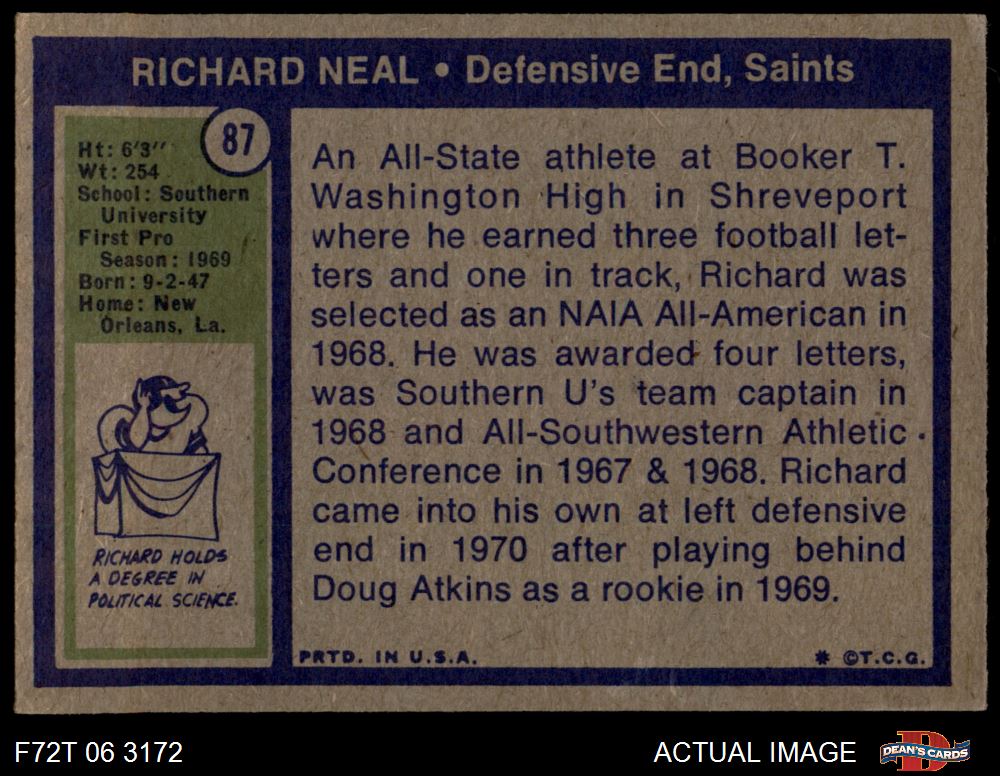 RICHARD NEAL • Defensive End, Saints
87
Ht: 6'3''
Wt: 254
School: Southern
University
First Pro
Season: 1969
Born: 9-2-47
Home: New
Orleans, La.
RICHARD HOLDS
A DEGREE IN
POLITICAL SCIENCE.
An All-State athlete at Booker T.
Washington High in Shreveport
where he earned three football let-
ters and one in track, Richard was
selected as an NAIA All-American in
1968. He was awarded four letters,
was Southern U's team captain in
1968 and All-Southwestern Athletic
Conference in 1967 & 1968. Richard
came into his own at left defensive
end in 1970 after playing behind
Doug Atkins as a rookie in 1969.
PRTD. IN U.S.A.
* ©T.C.G.
F72T 06 3172
ACTUAL IMAGE
D
DEAN'S CARDS